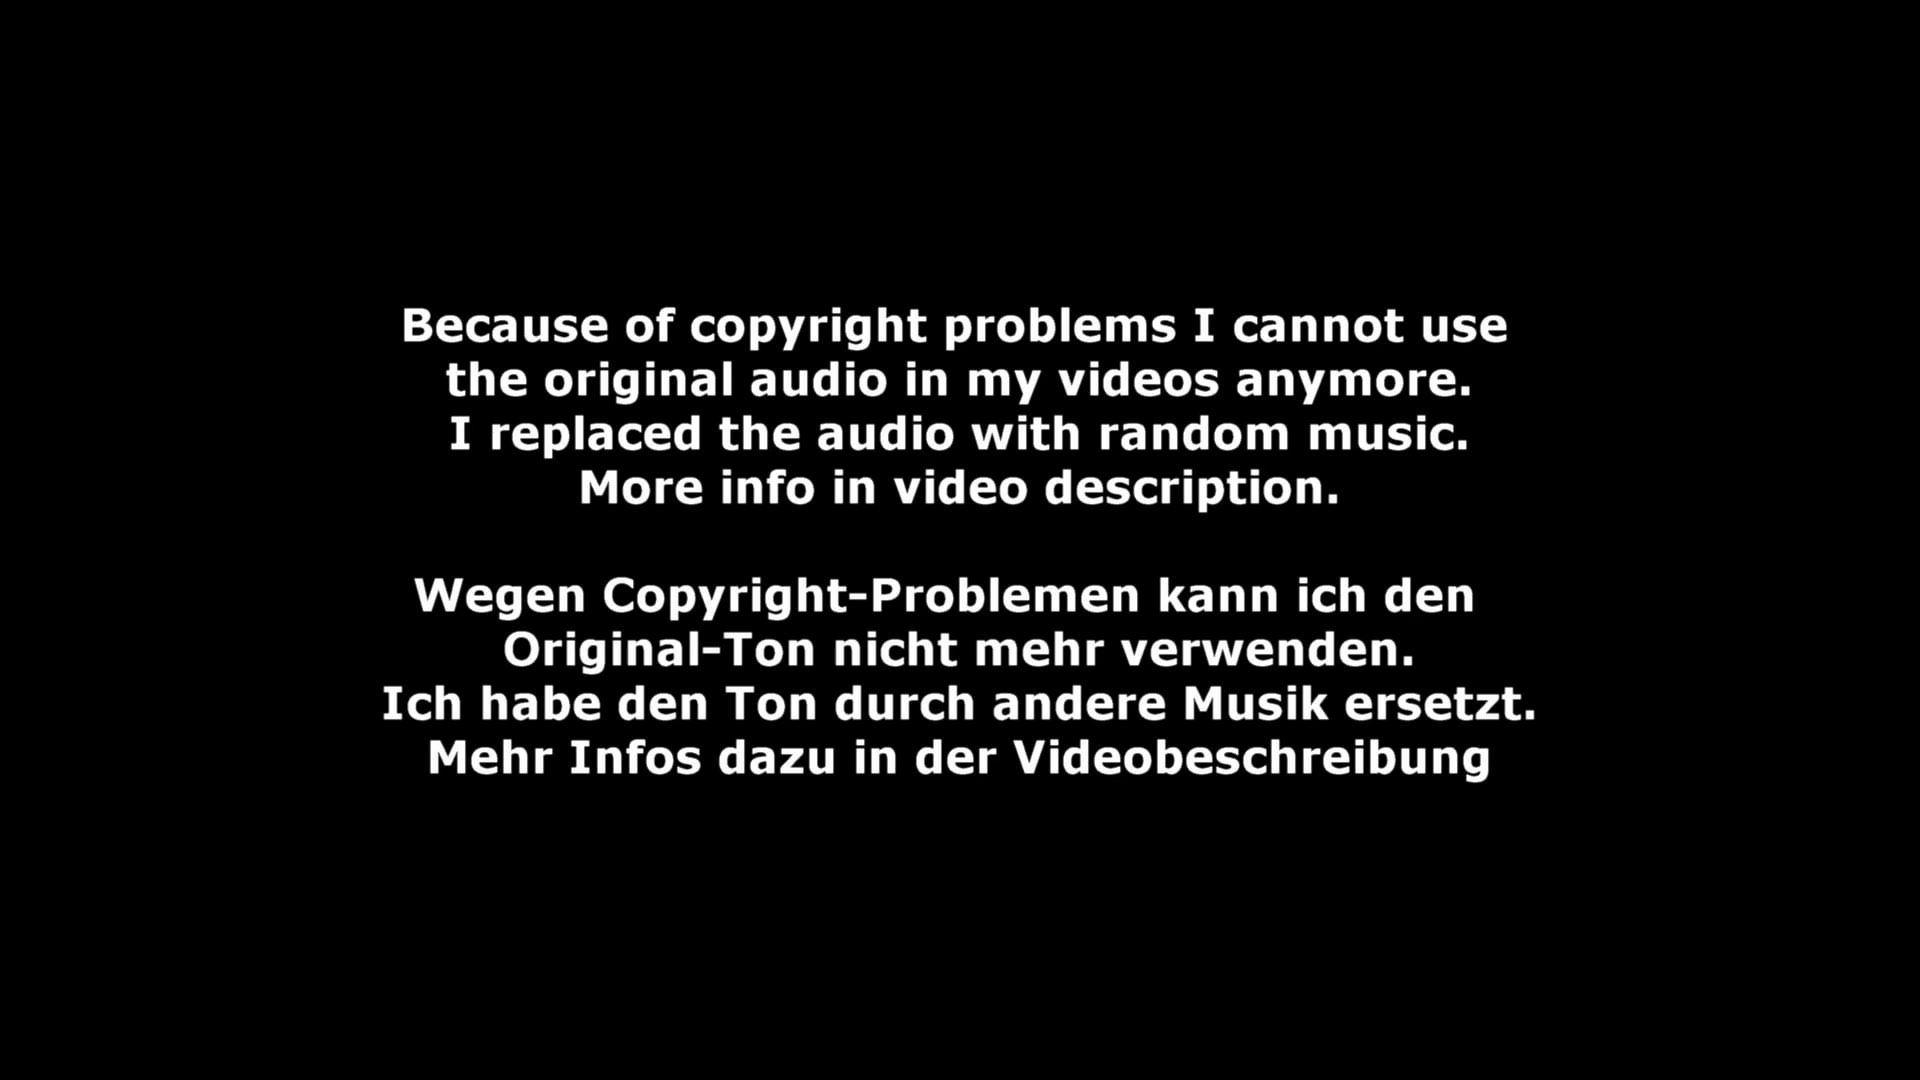 Because of copyright problems I cannot use
the original audio in my videos anymore.
I replaced the audio with random music.
More info in video description.
Wegen Copyright-Problemen kann ich den
Original-Ton nicht mehr verwenden.
Ich habe den Ton durch andere Musik ersetzt.
Mehr Infos dazu in der Videobeschreibung